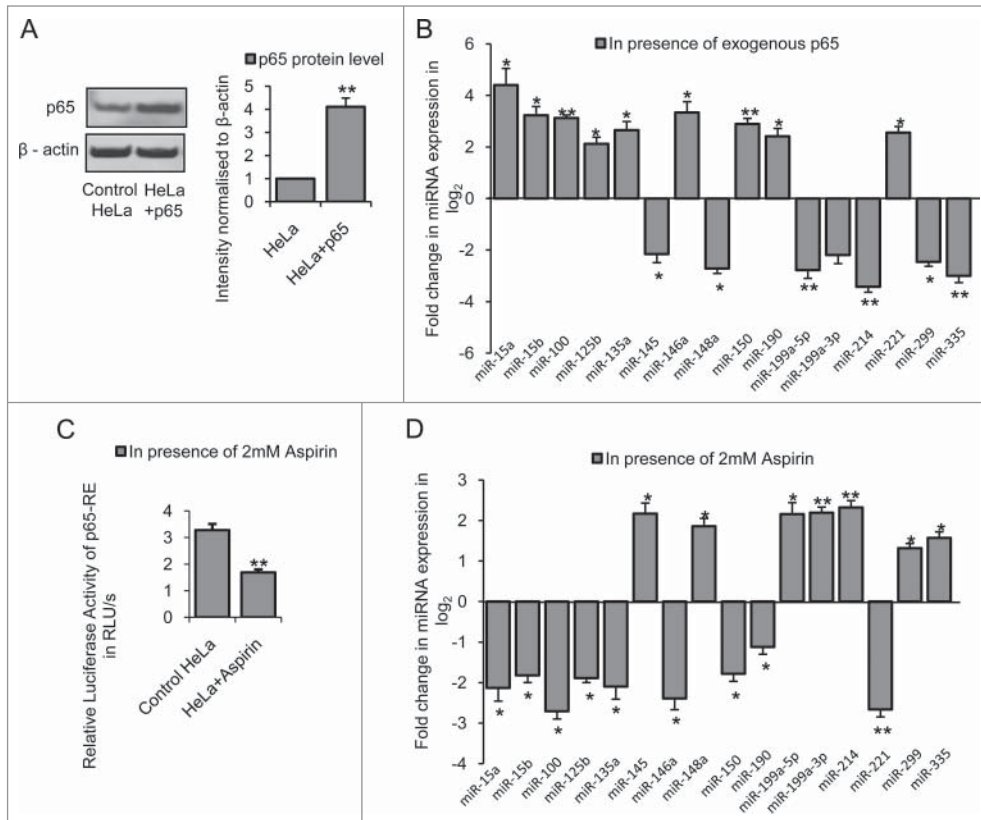 A
p65
β - actin
Control HeLa
HeLa +p65
p65 protein level
Intensity normalised to β-actin
5
4
3
2
1
0
**
HeLa
HeLa+p65
B
In presence of exogenous p65
Fold change in miRNA expression in log2
6
4
2
0
-2
-4
-6
*
*
**
*
*
*
*
*
**
*
**
**
*
*
**
miR-15a
miR-15b
miR-100
miR-125b
miR-135a
miR-145
miR-146a
miR-148a
miR-150
miR-190
miR-199a-5p
miR-199a-3p
miR-214
miR-221
miR-299
miR-335
C
In presence of 2mM Aspirin
Relative Luciferase Activity of p65-RE in RLU/s
4
3
2
1
0
**
Control HeLa
HeLa+Aspirin
D
In presence of 2mM Aspirin
Fold change in miRNA expression in log2
3
2
1
0
-1
-2
-3
-4
*
*
*
*
*
*
*
*
*
*
*
**
**
**
*
*
miR-15a
miR-15b
miR-100
miR-125b
miR-135a
miR-145
miR-146a
miR-148a
miR-150
miR-190
miR-199a-5p
miR-199a-3p
miR-214
miR-221
miR-299
miR-335